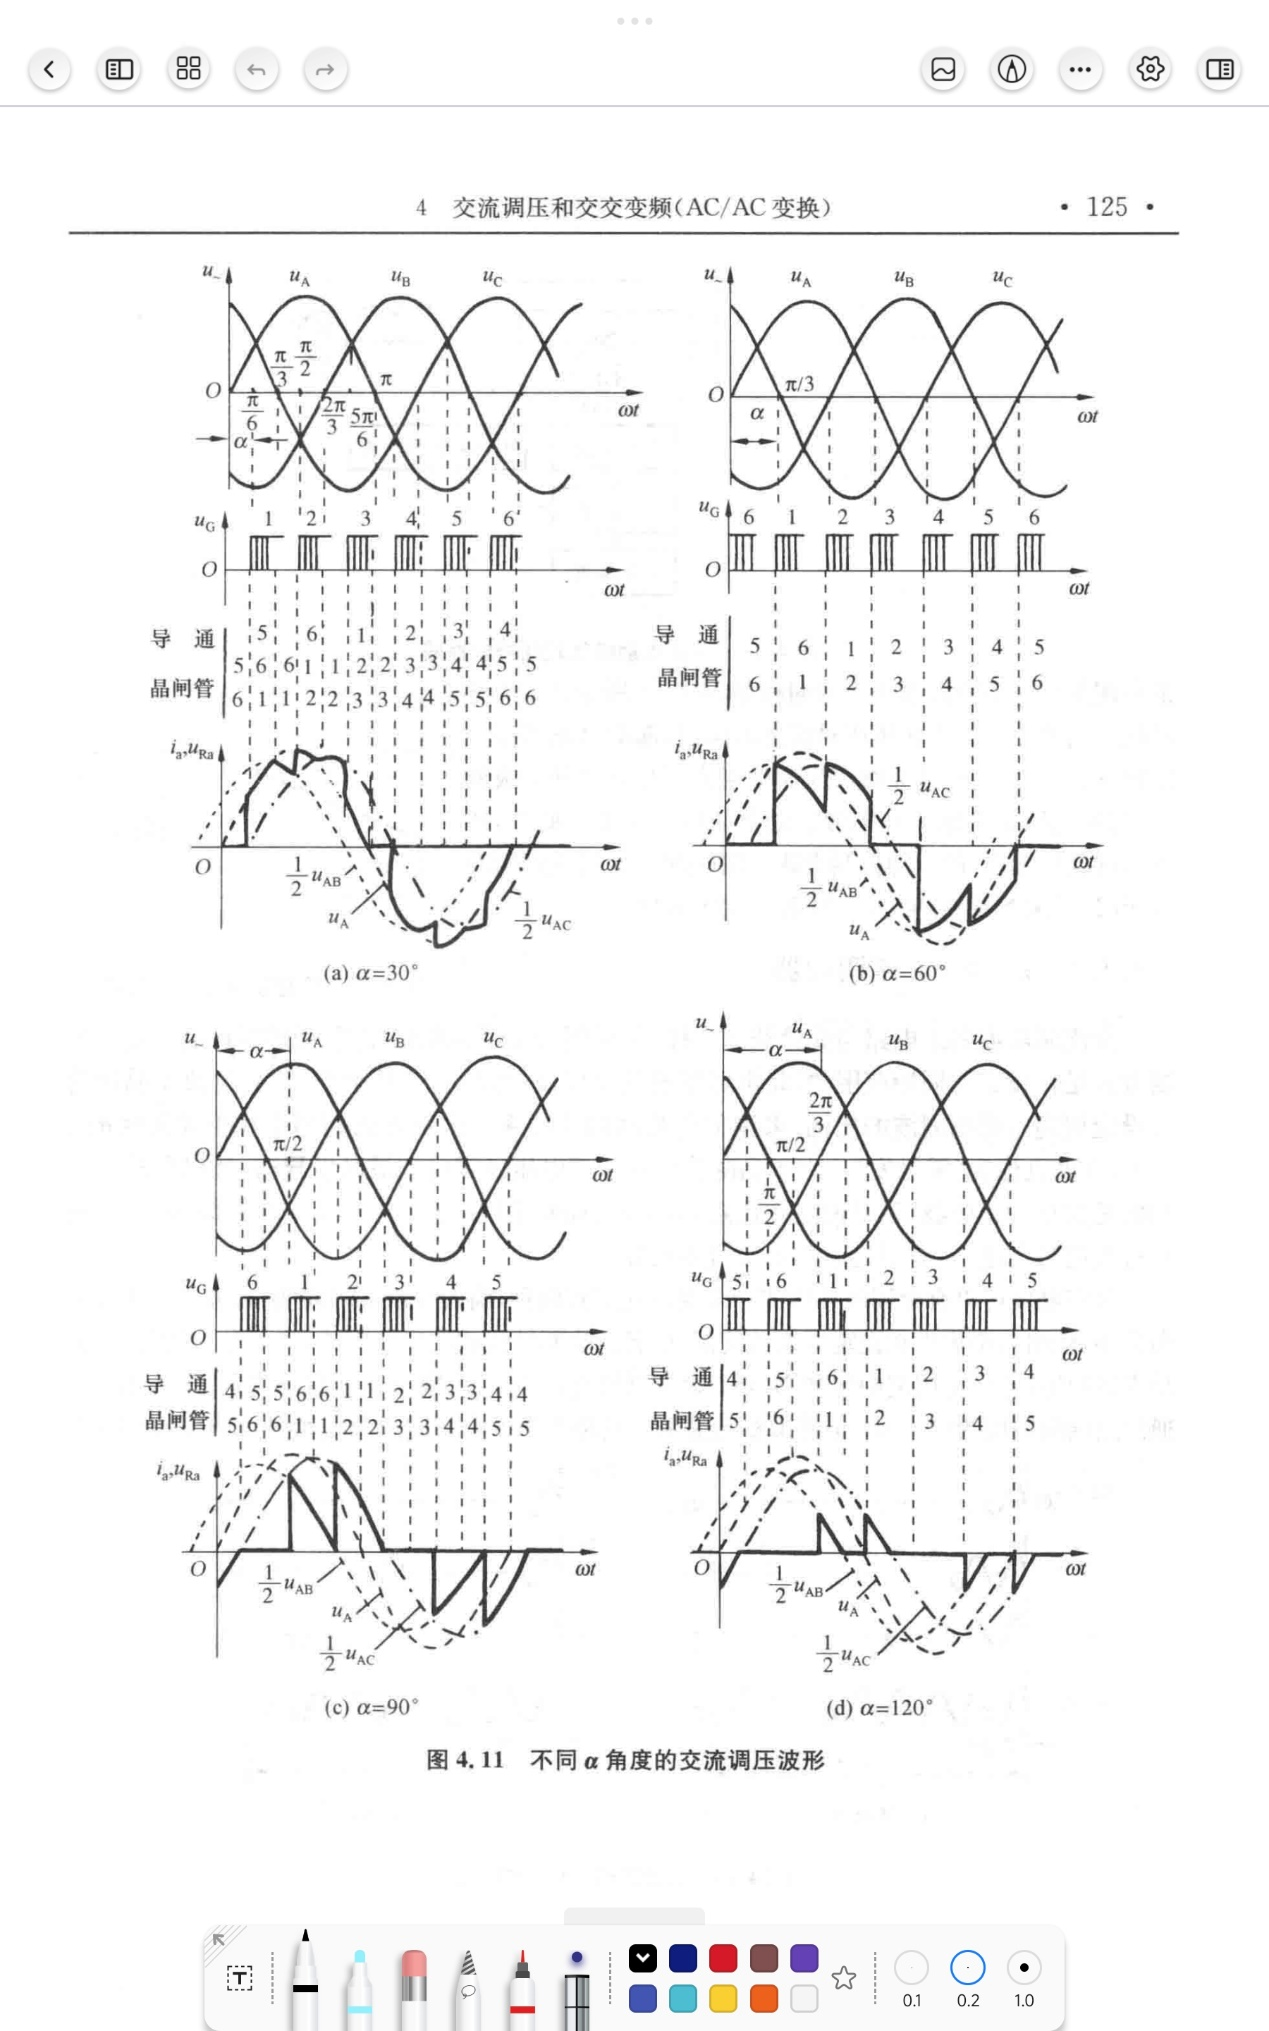 4 交流调压和交交变频(AC/AC 变换) · 125 ·
u~ uA uB uC
π/3 π/2 π
O π/6 2π/3 5π/6 ωt
α
uG 1 2 3 4 5 6
O ωt
导通 5 6 1 2 3 4
5 6 6 1 1 2 2 3 3 4 4 5 5
晶闸管 6 1 1 2 2 3 3 4 4 5 5 6 6
ia,uRa
O ωt
1/2 uAB
uA 1/2 uAC
(a) α=30°
u~ uA uB uC
π/3
O α ωt
uG 6 1 2 3 4 5 6
O ωt
导通 5 6 1 2 3 4 5
晶闸管 6 1 2 3 4 5 6
ia,uRa
1/2 uAC
O ωt
1/2 uAB
uA
(b) α=60°
u~ α uA uB uC
π/2
O ωt
uG 6 1 2 3 4 5
O ωt
导通 4 5 5 6 6 1 1 2 2 3 3 4 4
晶闸管 5 6 6 1 1 2 2 3 3 4 4 5 5
ia,uRa
O ωt
1/2 uAB
uA
1/2 uAC
(c) α=90°
u~ α uA uB uC
2π/3
π/2
O ωt
π/2
uG 5 6 1 2 3 4 5
O ωt
导通 4 5 6 1 2 3 4
晶闸管 5 6 1 2 3 4 5
ia,uRa
O ωt
1/2 uAB
uA
1/2 uAC
(d) α=120°
图 4.11 不同 α 角度的交流调压波形
T
0.1 0.2 1.0